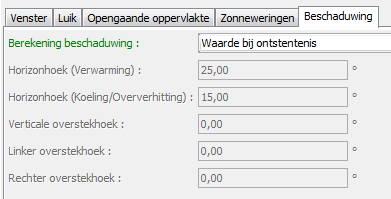 Venster Luik Opengaande oppervlakte Zonneweringen Beschaduwing
Berekening beschaduwing : Waarde bij ontstentenis
Horizonhoek (Verwarming) : 25,00 °
Horizonhoek (Koeling/Oververhitting) : 15,00 °
Verticale overstekhoek : 0,00 °
Linker overstekhoek : 0,00 °
Rechter overstekhoek : 0,00 °